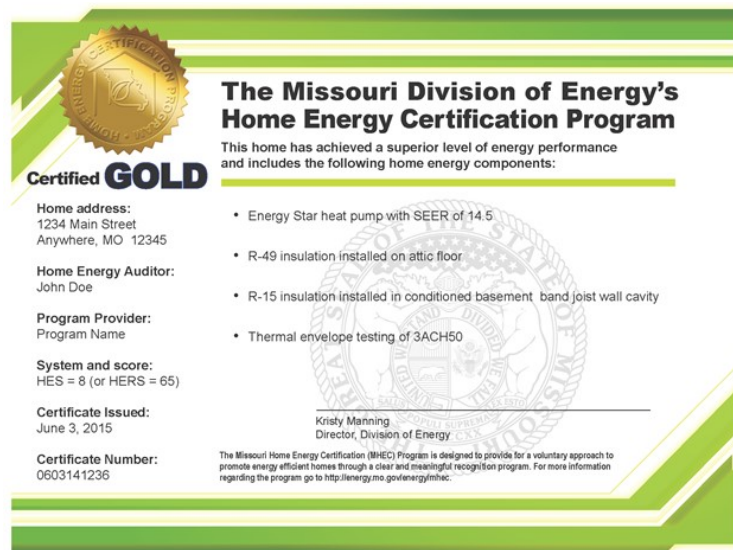 HOME ENERGY CERTIFICATION PROGRAM
Certified GOLD
The Missouri Division of Energy's
Home Energy Certification Program
This home has achieved a superior level of energy performance
and includes the following home energy components:
Home address:
1234 Main Street
Anywhere, MO 12345
Home Energy Auditor:
John Doe
Program Provider:
Program Name
System and score:
HES = 8 (or HERS = 65)
Certificate Issued:
June 3, 2015
Certificate Number:
0603141236
• Energy Star heat pump with SEER of 14.5
• R-49 insulation installed on attic floor
• R-15 insulation installed in conditioned basement band joist wall cavity
• Thermal envelope testing of 3ACH50
Kristy Manning
Director, Division of Energy
The Missouri Home Energy Certification (MHEC) Program is designed to provide for a voluntary approach to
promote energy efficient homes through a clear and meaningful recognition program. For more information
regarding the program go to http://energy.mo.gov/energy/mhec.